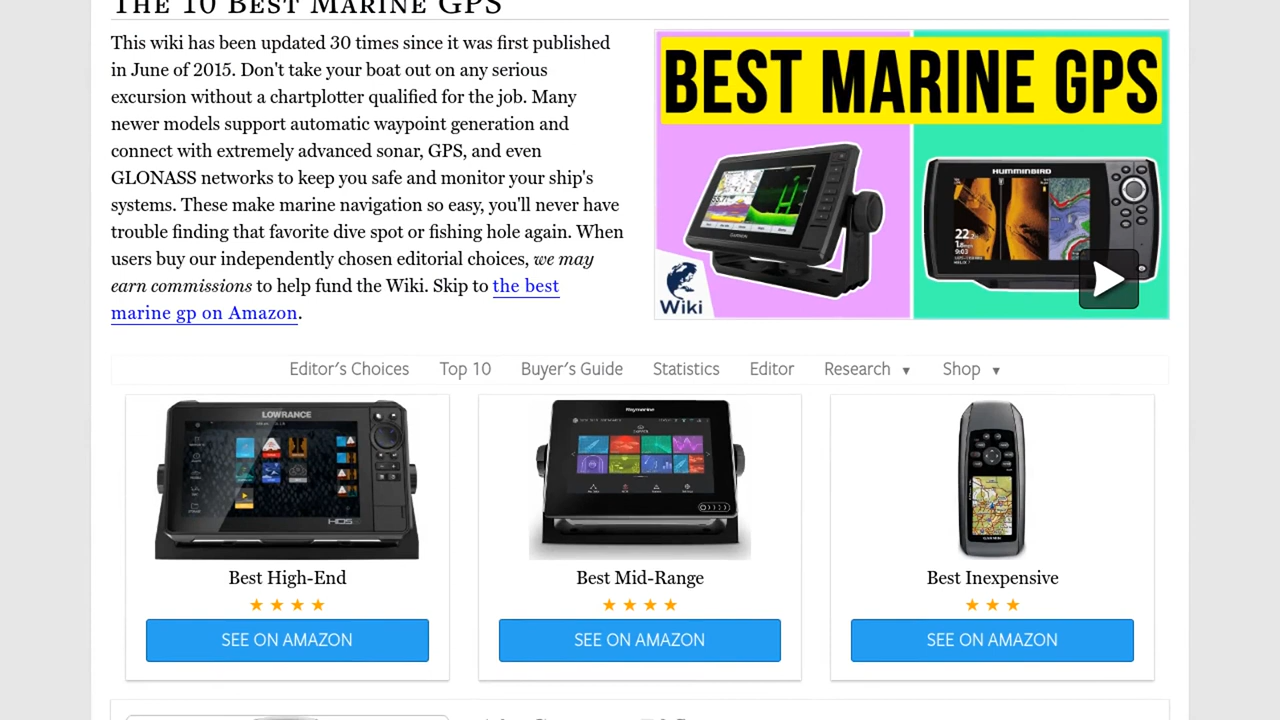 The 10 Best Marine GPS
This wiki has been updated 30 times since it was first published
in June of 2015. Don't take your boat out on any serious
excursion without a chartplotter qualified for the job. Many
newer models support automatic waypoint generation and
connect with extremely advanced sonar, GPS, and even
GLONASS networks to keep you safe and monitor your ship's
systems. These make marine navigation so easy, you'll never have
trouble finding that favorite dive spot or fishing hole again. When
users buy our independently chosen editorial choices, we may
earn commissions to help fund the Wiki. Skip to the best
marine gp on Amazon.
BEST MARINE GPS
GARMIN
HUMMINBIRD
Wiki
Editor's Choices Top 10 Buyer's Guide Statistics Editor Research ▼ Shop ▼
LOWRANCE
HDS
Raymarine
GARMIN
Best High-End
★ ★ ★ ★
SEE ON AMAZON
Best Mid-Range
★ ★ ★ ★
SEE ON AMAZON
Best Inexpensive
★ ★ ★
SEE ON AMAZON